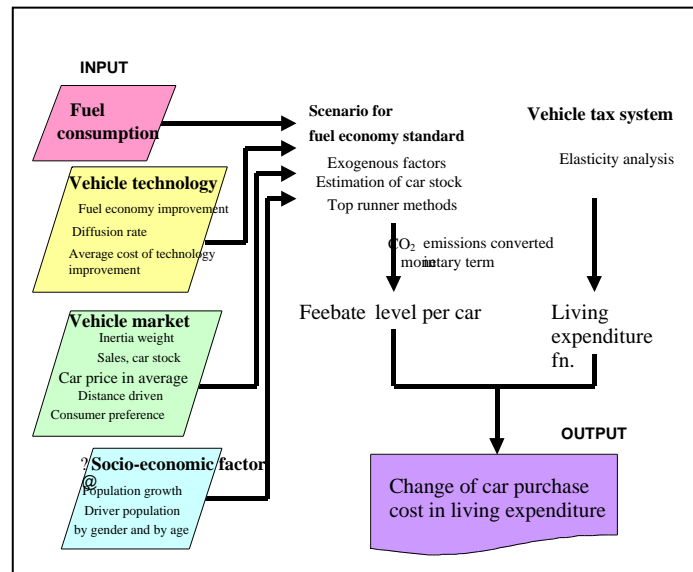 INPUT
Fuel
consumption
Vehicle technology
Fuel economy improvement
Diffusion rate
Average cost of technology
improvement
Vehicle market
Inertia weight
Sales, car stock
Car price in average
Distance driven
Consumer preference
? Socio-economic factor
@
Population growth
Driver population
by gender and by age
Scenario for
fuel economy standard
Exogenous factors
Estimation of car stock
Top runner methods
CO2 emissions converted
monetary term
Feebate level per car
Vehicle tax system
Elasticity analysis
Living
expenditure
fn.
OUTPUT
Change of car purchase
cost in living expenditure